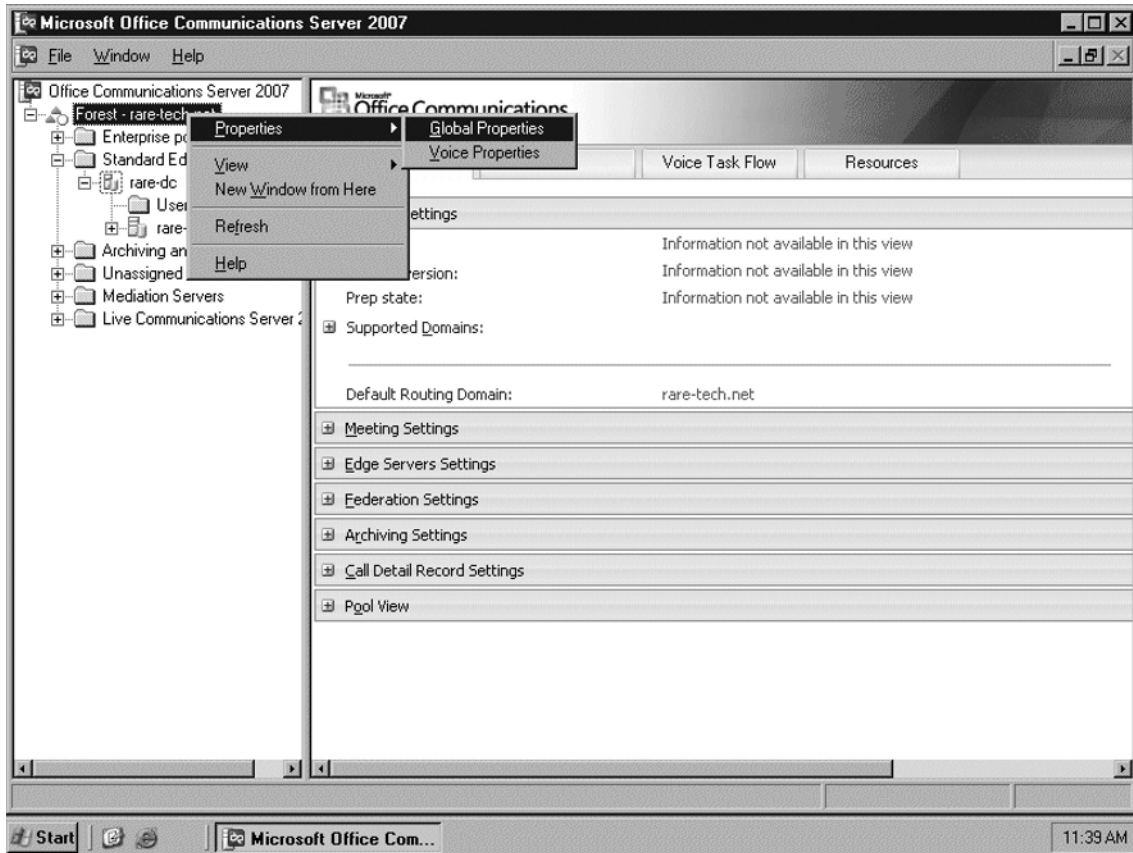 Microsoft Office Communications Server 2007
File Window Help
Office Communications Server 2007
Forest - rare-tech.net
Enterprise po
Standard Ed
rare-dc
User
rare-
Archiving an
Unassigned
Mediation Servers
Live Communications Server 2
Properties
View
New Window from Here
Refresh
Help
Global Properties
Voice Properties
Microsoft
Office Communications
Voice Task Flow Resources
ettings
Information not available in this view
ersion: Information not available in this view
Prep state: Information not available in this view
Supported Domains:
Default Routing Domain: rare-tech.net
Meeting Settings
Edge Servers Settings
Federation Settings
Archiving Settings
Call Detail Record Settings
Pool View
Start Microsoft Office Com... 11:39 AM